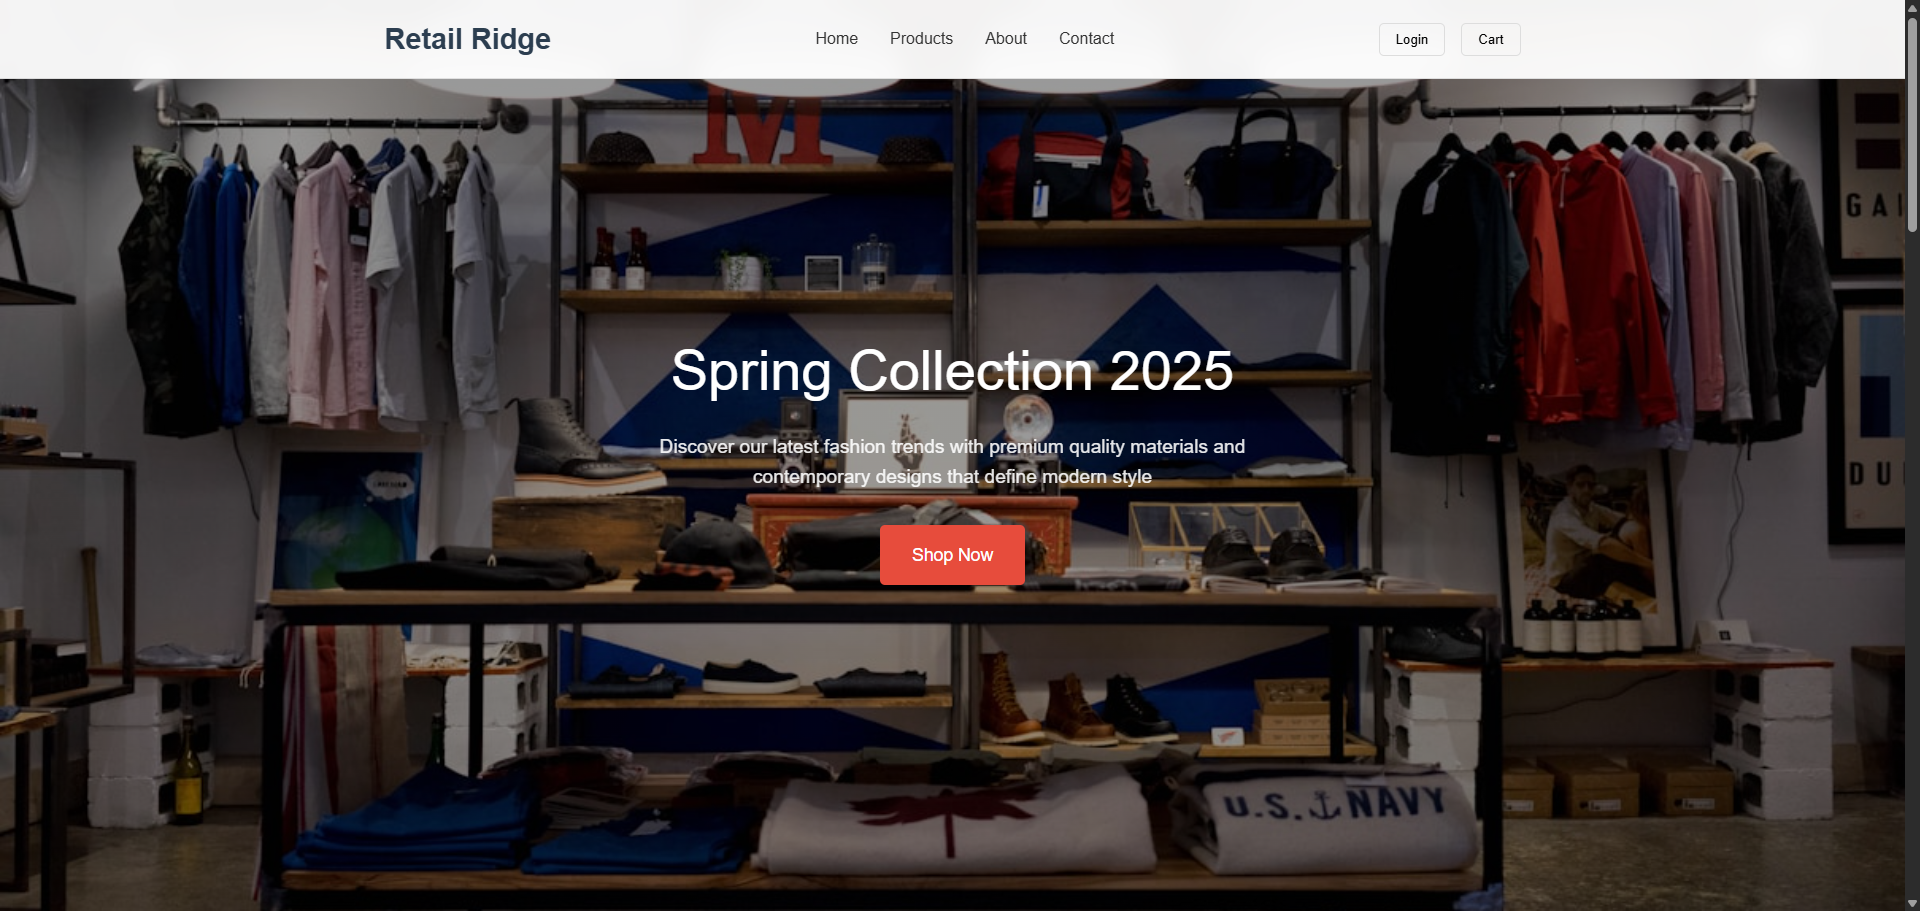 Retail Ridge
Home
Products
About
Contact
Login
Cart
M
GA
DU
Spring Collection 2025
Discover our latest fashion trends with premium quality materials and
contemporary designs that define modern style
Shop Now
U.S. NAVY